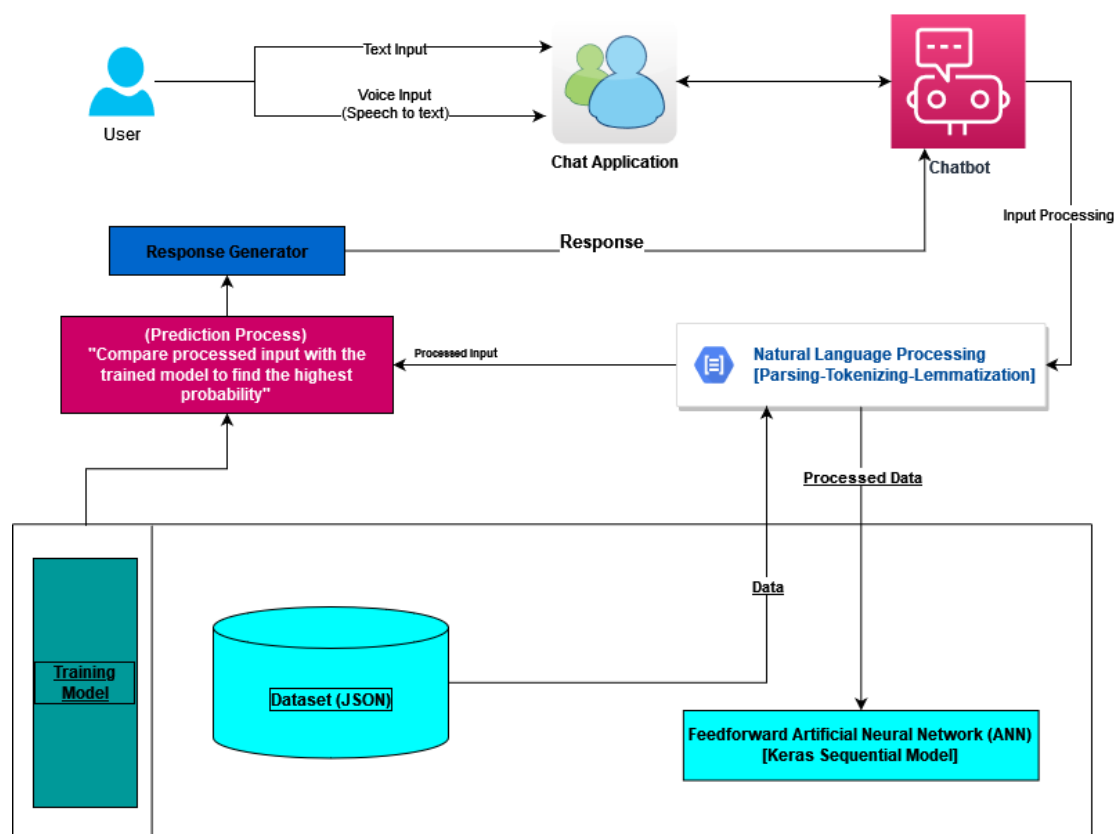 Text Input
Voice Input
(Speech to text)
User
Chat Application
Chatbot
Input Processing
Response Generator
Response
(Prediction Process)
"Compare processed input with the
trained model to find the highest
probability"
Processed Input
Natural Language Processing
[Parsing-Tokenizing-Lemmatization]
Processed Data
Data
Training
Model
Dataset (JSON)
Feedforward Artificial Neural Network (ANN)
[Keras Sequential Model]